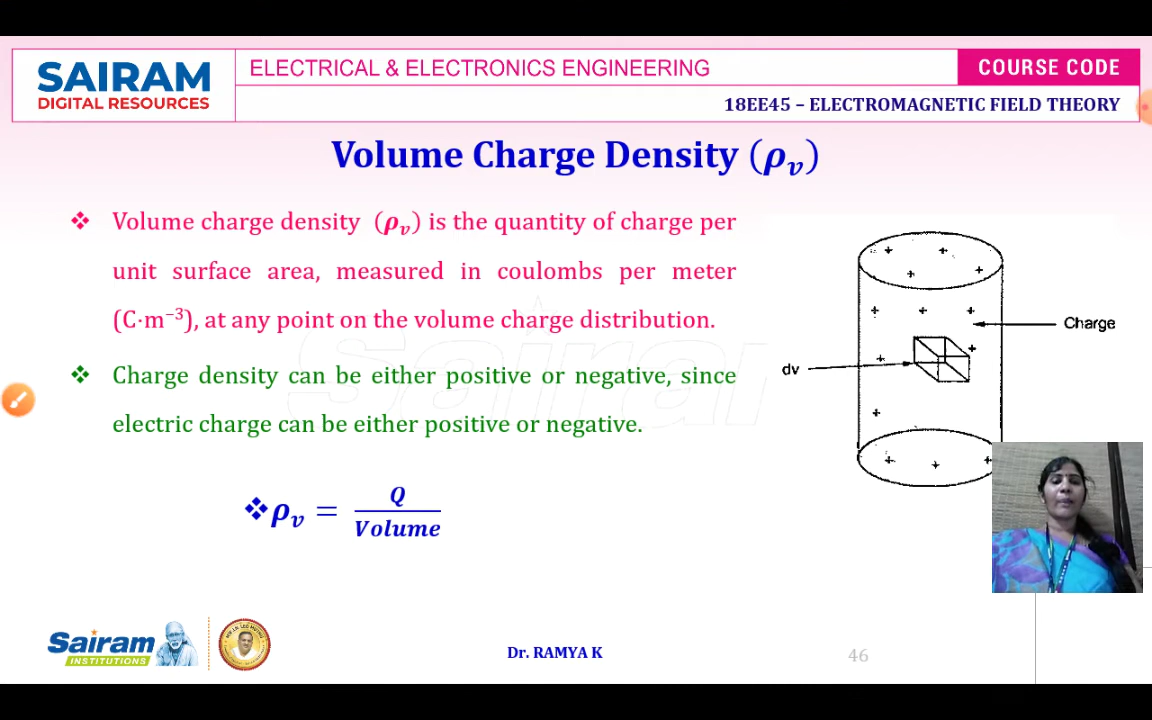 SAIRAM
DIGITAL RESOURCES
ELECTRICAL & ELECTRONICS ENGINEERING
COURSE CODE
18EE45 – ELECTROMAGNETIC FIELD THEORY
Volume Charge Density (ρᵥ)
❖ Volume charge density (ρᵥ) is the quantity of charge per
unit surface area, measured in coulombs per meter
(C·m⁻³), at any point on the volume charge distribution.
❖ Charge density can be either positive or negative, since
electric charge can be either positive or negative.
❖ρᵥ = Q / Volume
Charge
dv
Sairam
Sairam
INSTITUTIONS
Dr. RAMYA K
46